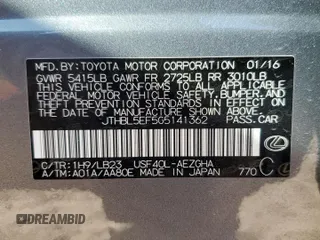 MFD.BY:TOYOTA MOTOR CORPORATION 01/16
GVWR 5415LB GAWR FR 2725LB RR 3010LB
THIS VEHICLE CONFORMS TO ALL APPLICABLE
FEDERAL MOTOR VEHICLE SAFETY, BUMPER, AND
THEFT PREVENTION STANDARDS IN EFFECT ON
THE DATE OF MANUFACTURE SHOWN ABOVE.
JTHBL5EF505141362 PASS.CAR
C/TR:1H9/LB23 USF40L-AEZGHA
A/TM:A01A/AA80E MADE IN JAPAN 770 C
© DREAMBID